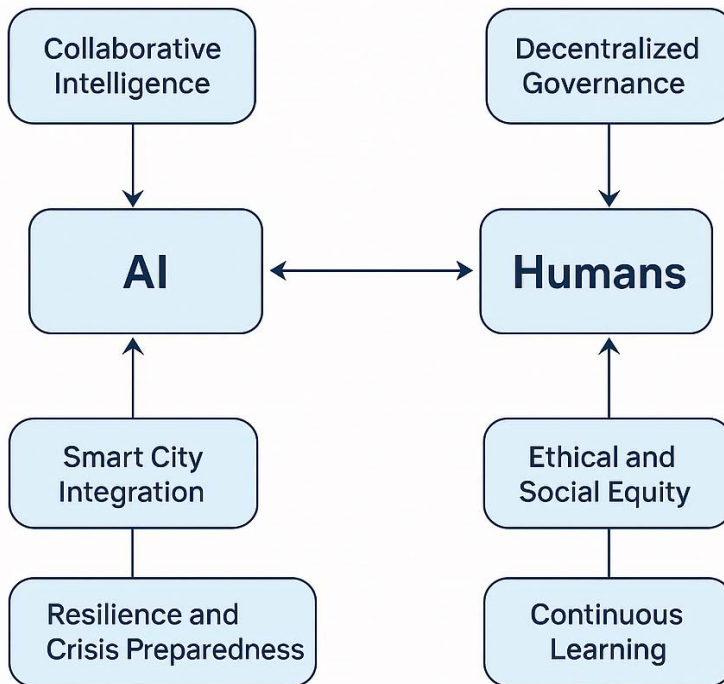 Collaborative
Intelligence
Decentralized
Governance
AI
Humans
Smart City
Integration
Ethical and
Social Equity
Resilience and
Crisis Preparedness
Continuous
Learning